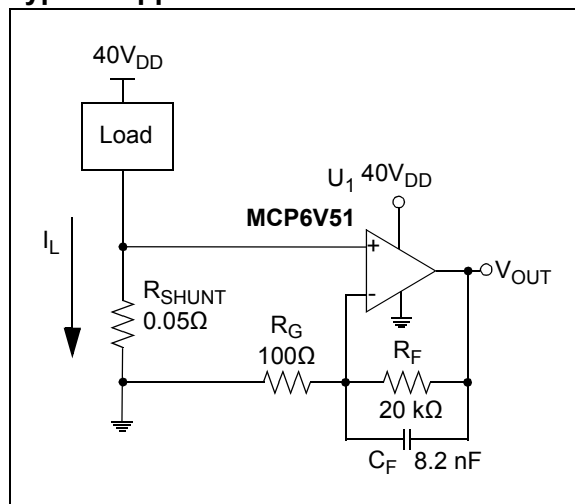 40VDD
Load
U1 40VDD
MCP6V51
+
-
VOUT
IL
RSHUNT
0.05Ω
RG
100Ω
RF
20 kΩ
CF 8.2 nF